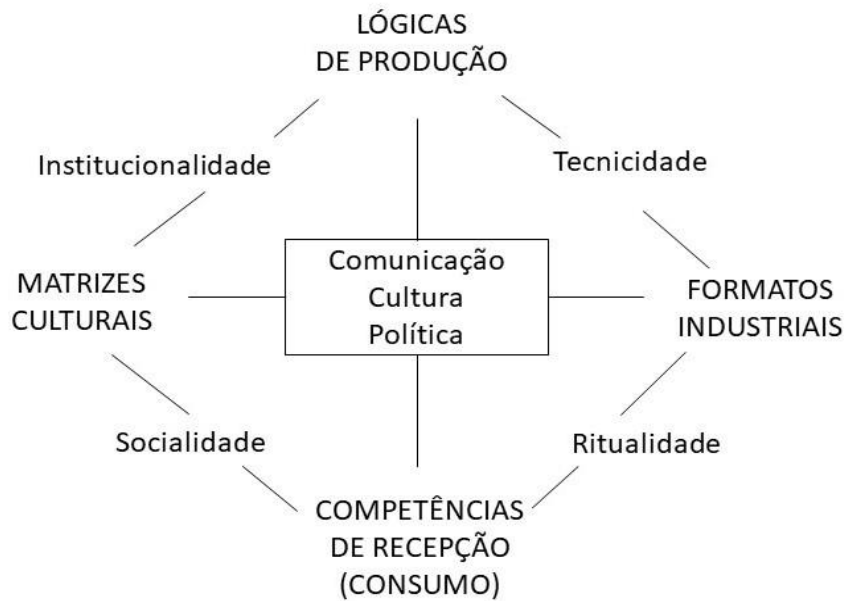 LÓGICAS
DE PRODUÇÃO
Institucionalidade
Tecnicidade
MATRIZES
CULTURAIS
Comunicação
Cultura
Política
FORMATOS
INDUSTRIAIS
Socialidade
Ritualidade
COMPETÊNCIAS
DE RECEPÇÃO
(CONSUMO)